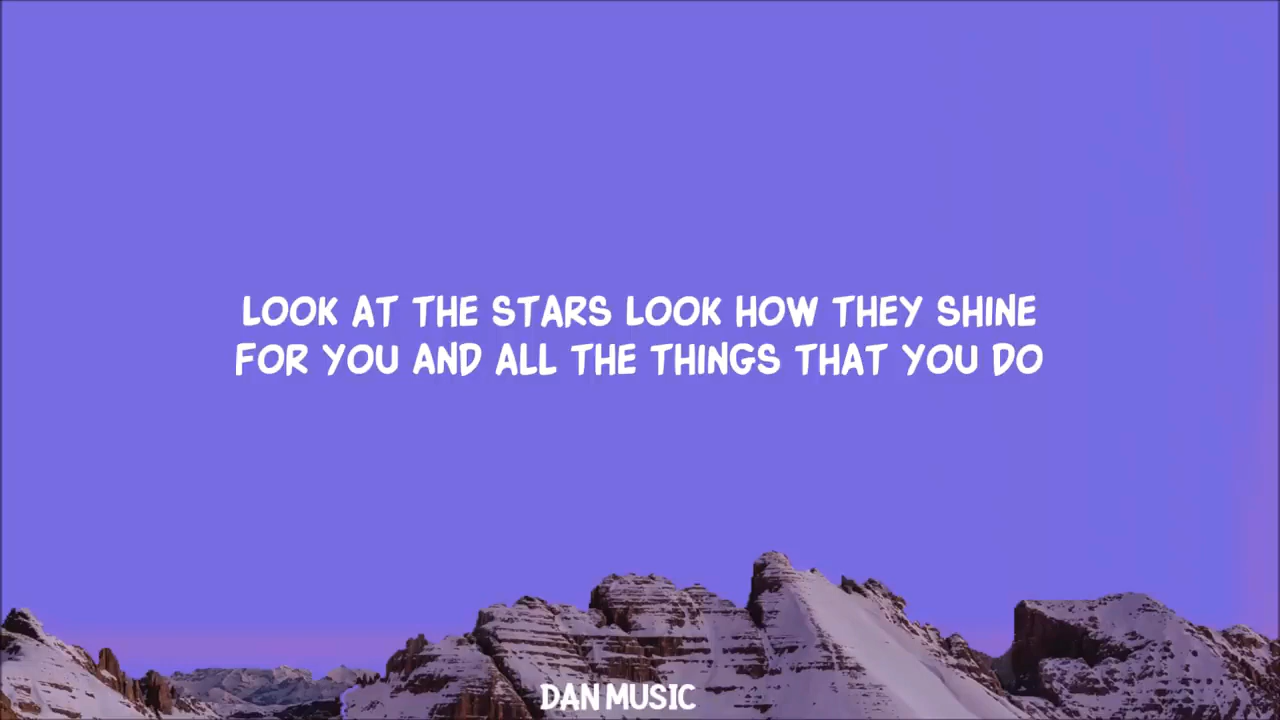 LOOK AT THE STARS LOOK HOW THEY SHINE
FOR YOU AND ALL THE THINGS THAT YOU DO
DAN MUSIC